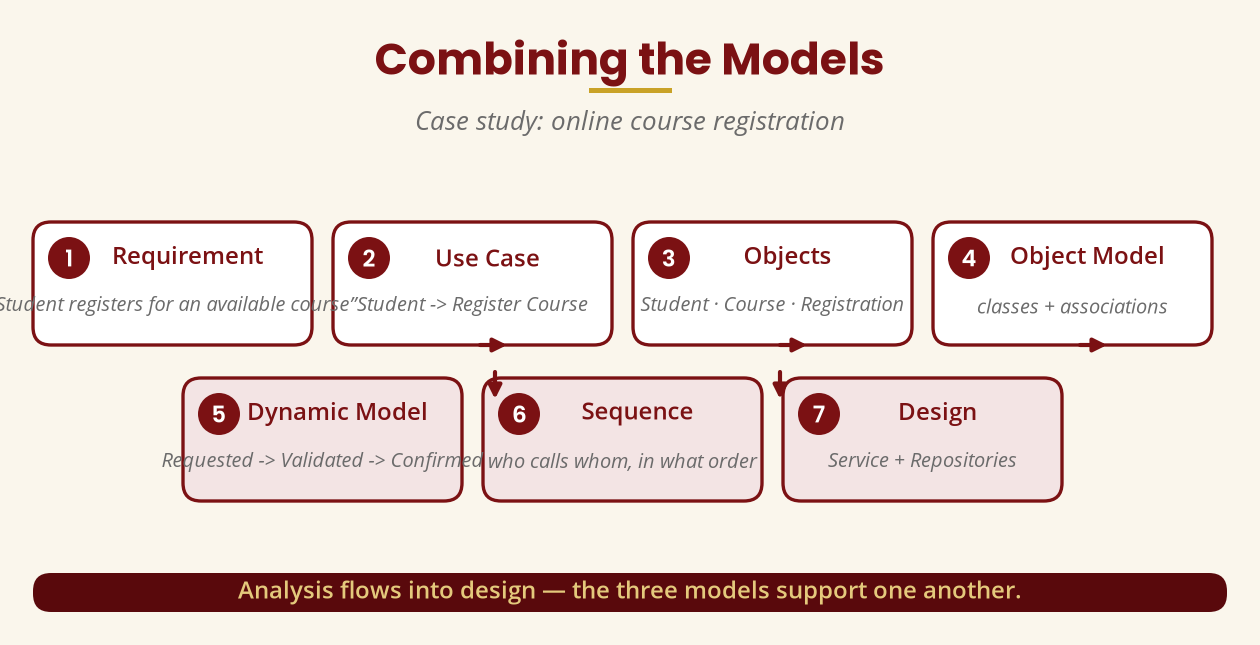 Combining the Models
Case study: online course registration
1 Requirement
Student registers for an available course”
2 Use Case
Student -> Register Course
3 Objects
Student · Course · Registration
4 Object Model
classes + associations
5 Dynamic Model
Requested -> Validated -> Confirmed
6 Sequence
who calls whom, in what order
7 Design
Service + Repositories
Analysis flows into design — the three models support one another.